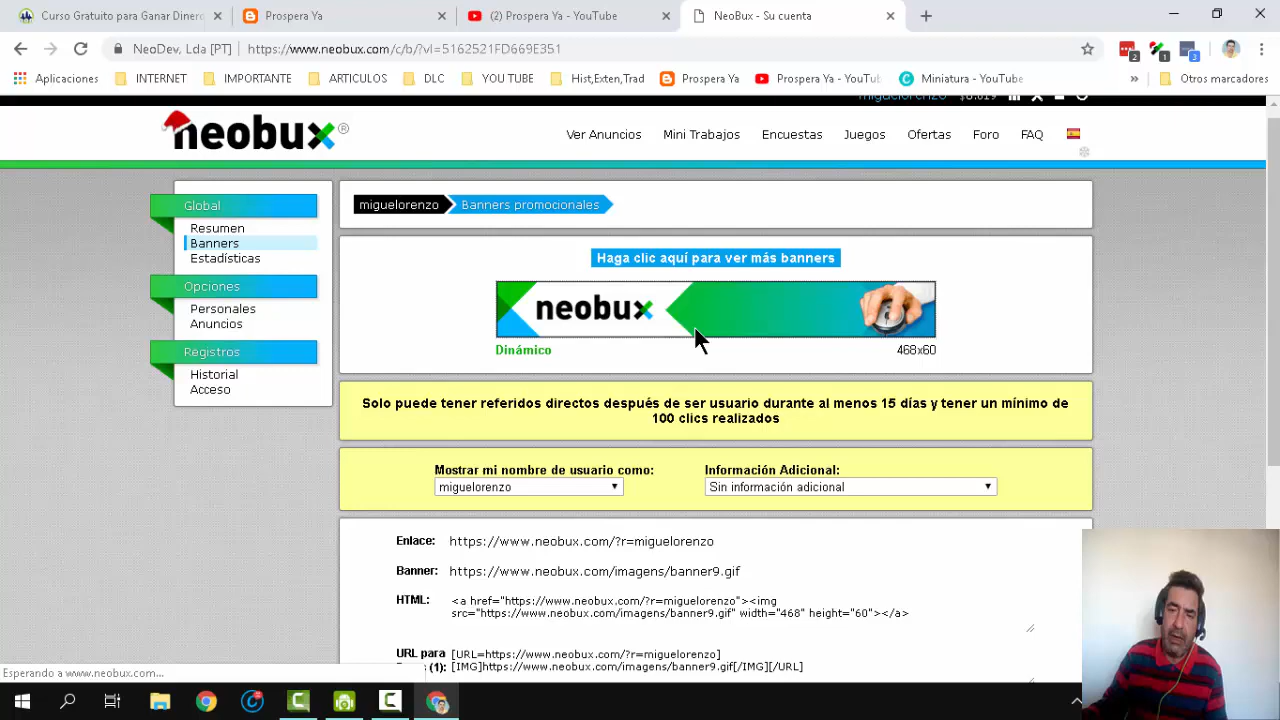 Curso Gratuito para Ganar Dinero
Prospera Ya
(2) Prospera Ya - YouTube
NeoBux - Su cuenta
NeoDev, Lda [PT]
https://www.neobux.com/c/b/?vl=5162521FD669E351
2
1
3
Aplicaciones
INTERNET
IMPORTANTE
ARTICULOS
DLC
YOU TUBE
Hist,Exten,Trad
Prospera Ya
Prospera Ya - YouTub
Miniatura - YouTube
»
Otros marcadores
miguelorenzo
neobux®
Ver Anuncios
Mini Trabajos
Encuestas
Juegos
Ofertas
Foro
FAQ
Global
Resumen
Banners
Estadísticas
Opciones
Personales
Anuncios
Registros
Historial
Acceso
miguelorenzo
Banners promocionales
Haga clic aquí para ver más banners
neobux
Dinámico
468x60
Solo puede tener referidos directos después de ser usuario durante al menos 15 días y tener un mínimo de
100 clics realizados
Mostrar mi nombre de usuario como:
Información Adicional:
miguelorenzo
Sin información adicional
Enlace: https://www.neobux.com/?r=miguelorenzo
Banner: https://www.neobux.com/imagens/banner9.gif
HTML: <a href="https://www.neobux.com/?r=miguelorenzo"><img
src="https://www.neobux.com/imagens/banner9.gif" width="468" height="60"></a>
URL para [URL=https://www.neobux.com/?r=miguelorenzo]
(1): [IMG]https://www.neobux.com/imagens/banner9.gif[/IMG][/URL]
Esperando a www.neobux.com...